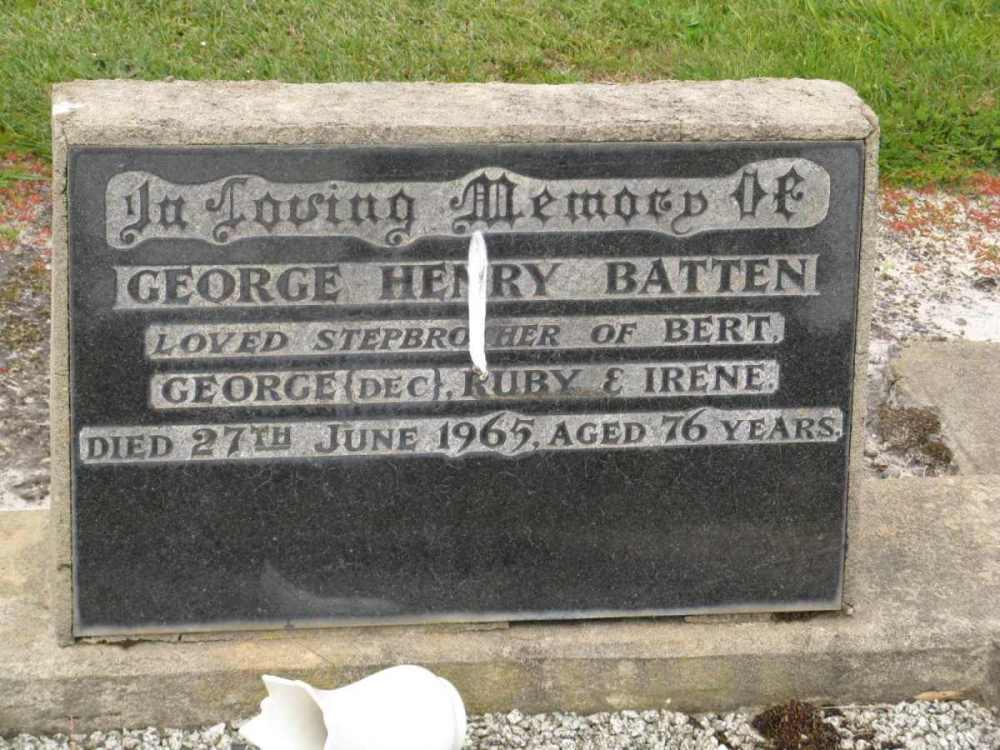 In Loving Memory Of
GEORGE HENRY BATTEN
LOVED STEPBROTHER OF BERT,
GEORGE (DEC), RUBY & IRENE.
DIED 27TH JUNE 1965, AGED 76 YEARS.